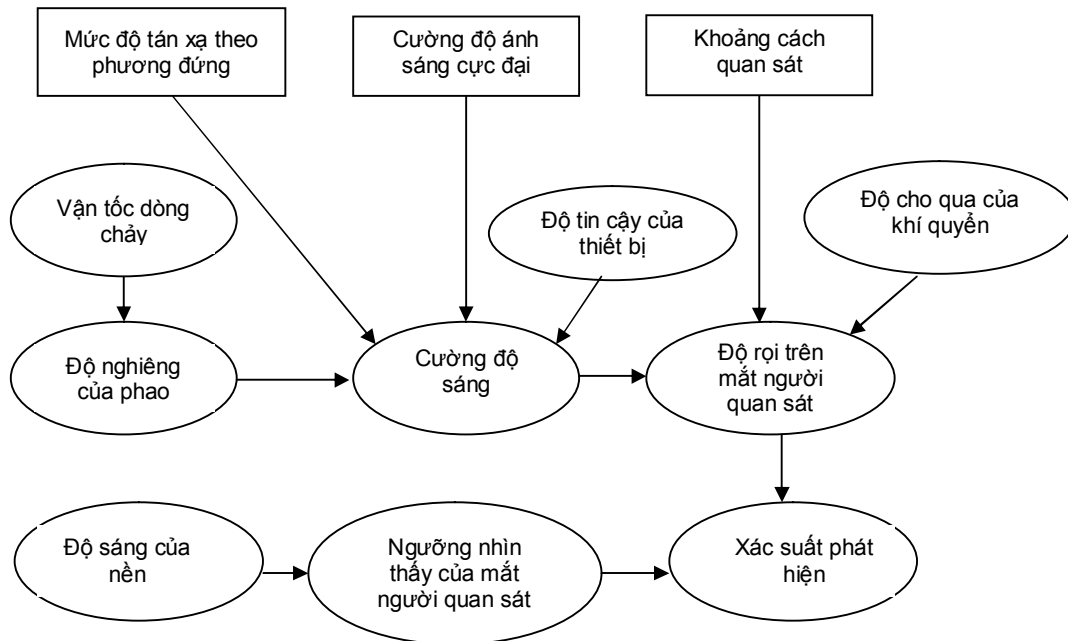 Mức độ tán xạ theo
phương đứng
Cường độ ánh
sáng cực đại
Khoảng cách
quan sát
Vận tốc dòng
chảy
Độ tin cậy của
thiết bị
Độ cho qua của
khí quyển
Độ nghiêng
của phao
Cường độ
sáng
Độ rọi trên
mắt người
quan sát
Độ sáng của
nền
Ngưỡng nhìn
thấy của mắt
người quan sát
Xác suất phát
hiện